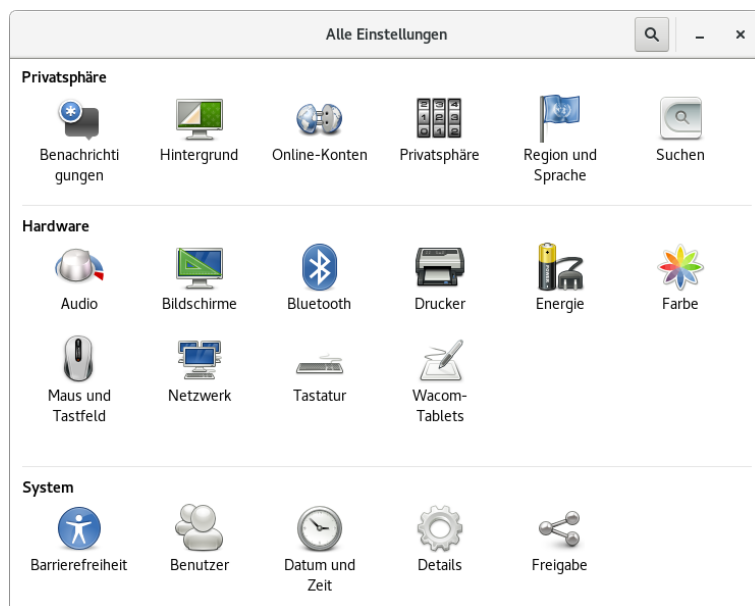 Alle Einstellungen
Privatsphäre
Benachrichti
gungen
Hintergrund
Online-Konten
Privatsphäre
Region und
Sprache
Suchen
Hardware
Audio
Bildschirme
Bluetooth
Drucker
Energie
Farbe
Maus und
Tastfeld
Netzwerk
Tastatur
Wacom-
Tablets
System
Barrierefreiheit
Benutzer
Datum und
Zeit
Details
Freigabe